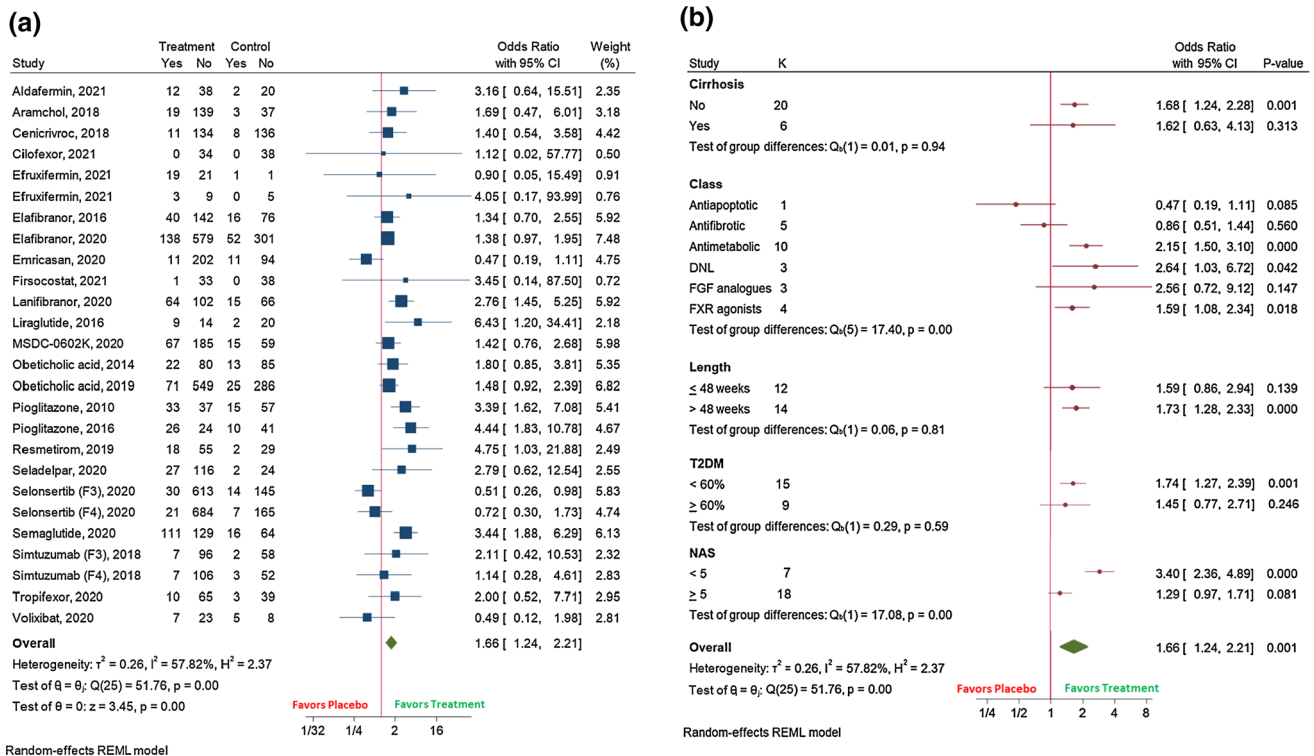 (a)
Treatment Control Odds Ratio Weight
Study Yes No Yes No with 95% CI (%)
Aldafermin, 2021 12 38 2 20 3.16 [ 0.64, 15.51] 2.35
Aramchol, 2018 19 139 3 37 1.69 [ 0.47, 6.01] 3.18
Cenicrivroc, 2018 11 134 8 136 1.40 [ 0.54, 3.58] 4.42
Cilofexor, 2021 0 34 0 38 1.12 [ 0.02, 57.77] 0.50
Efruxifermin, 2021 19 21 1 1 0.90 [ 0.05, 15.49] 0.91
Efruxifermin, 2021 3 9 0 5 4.05 [ 0.17, 93.99] 0.76
Elafibranor, 2016 40 142 16 76 1.34 [ 0.70, 2.55] 5.92
Elafibranor, 2020 138 579 52 301 1.38 [ 0.97, 1.95] 7.48
Emricasan, 2020 11 202 11 94 0.47 [ 0.19, 1.11] 4.75
Firsocostat, 2021 1 33 0 38 3.45 [ 0.14, 87.50] 0.72
Lanifibranor, 2020 64 102 15 66 2.76 [ 1.45, 5.25] 5.92
Liraglutide, 2016 9 14 2 20 6.43 [ 1.20, 34.41] 2.18
MSDC-0602K, 2020 67 185 15 59 1.42 [ 0.76, 2.68] 5.98
Obeticholic acid, 2014 22 80 13 85 1.80 [ 0.85, 3.81] 5.35
Obeticholic acid, 2019 71 549 25 286 1.48 [ 0.92, 2.39] 6.82
Pioglitazone, 2010 33 37 15 57 3.39 [ 1.62, 7.08] 5.41
Pioglitazone, 2016 26 24 10 41 4.44 [ 1.83, 10.78] 4.67
Resmetirom, 2019 18 55 2 29 4.75 [ 1.03, 21.88] 2.49
Seladelpar, 2020 27 116 2 24 2.79 [ 0.62, 12.54] 2.55
Selonsertib (F3), 2020 30 613 14 145 0.51 [ 0.26, 0.98] 5.83
Selonsertib (F4), 2020 21 684 7 165 0.72 [ 0.30, 1.73] 4.74
Semaglutide, 2020 111 129 16 64 3.44 [ 1.88, 6.29] 6.13
Simtuzumab (F3), 2018 7 96 2 58 2.11 [ 0.42, 10.53] 2.32
Simtuzumab (F4), 2018 7 106 3 52 1.14 [ 0.28, 4.61] 2.83
Tropifexor, 2020 10 65 3 39 2.00 [ 0.52, 7.71] 2.95
Volixibat, 2020 7 23 5 8 0.49 [ 0.12, 1.98] 2.81
Overall 1.66 [ 1.24, 2.21]
Heterogeneity: τ² = 0.26, I² = 57.82%, H² = 2.37
Test of θᵢ = θⱼ: Q(25) = 51.76, p = 0.00
Test of θ = 0: z = 3.45, p = 0.00
Favors Placebo Favors Treatment
1/32 1/4 2 16
Random-effects REML model
(b)
Odds Ratio
Study K with 95% CI P-value
Cirrhosis
No 20 1.68 [ 1.24, 2.28] 0.001
Yes 6 1.62 [ 0.63, 4.13] 0.313
Test of group differences: Qb(1) = 0.01, p = 0.94
Class
Antiapoptotic 1 0.47 [ 0.19, 1.11] 0.085
Antifibrotic 5 0.86 [ 0.51, 1.44] 0.560
Antimetabolic 10 2.15 [ 1.50, 3.10] 0.000
DNL 3 2.64 [ 1.03, 6.72] 0.042
FGF analogues 3 2.56 [ 0.72, 9.12] 0.147
FXR agonists 4 1.59 [ 1.08, 2.34] 0.018
Test of group differences: Qb(5) = 17.40, p = 0.00
Length
≤ 48 weeks 12 1.59 [ 0.86, 2.94] 0.139
> 48 weeks 14 1.73 [ 1.28, 2.33] 0.000
Test of group differences: Qb(1) = 0.06, p = 0.81
T2DM
< 60% 15 1.74 [ 1.27, 2.39] 0.001
≥ 60% 9 1.45 [ 0.77, 2.71] 0.246
Test of group differences: Qb(1) = 0.29, p = 0.59
NAS
< 5 7 3.40 [ 2.36, 4.89] 0.000
≥ 5 18 1.29 [ 0.97, 1.71] 0.081
Test of group differences: Qb(1) = 17.08, p = 0.00
Overall 1.66 [ 1.24, 2.21] 0.001
Heterogeneity: τ² = 0.26, I² = 57.82%, H² = 2.37
Test of θᵢ = θⱼ: Q(25) = 51.76, p = 0.00
Favors Placebo Favors Treatment
1/4 1/2 1 2 4 8
Random-effects REML model